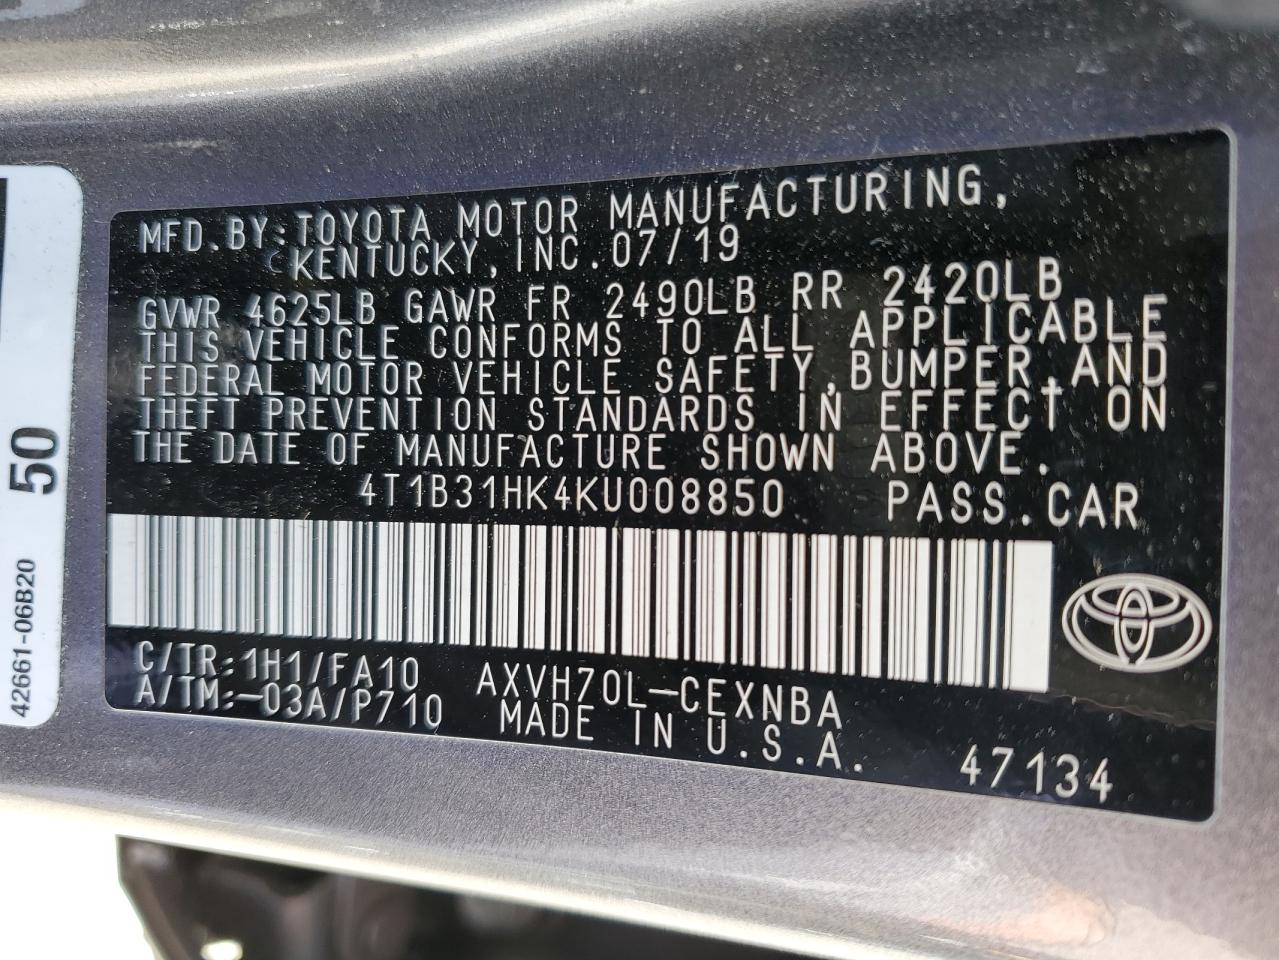 MFD.BY:TOYOTA MOTOR MANUFACTURING,
KENTUCKY,INC.07/19
GVWR 4625LB GAWR FR 2490LB RR 2420LB
THIS VEHICLE CONFORMS TO ALL APPLICABLE
FEDERAL MOTOR VEHICLE SAFETY,BUMPER,AND
THEFT PREVENTION STANDARDS IN EFFECT ON
THE DATE OF MANUFACTURE SHOWN ABOVE.
4T1B31HK4KU008850 PASS.CAR
C/TR:1H1/FA10 AXVH70L-CEXNBA
A/TM:-03A/P710 MADE IN U.S.A.
47134
50
42661-06B20